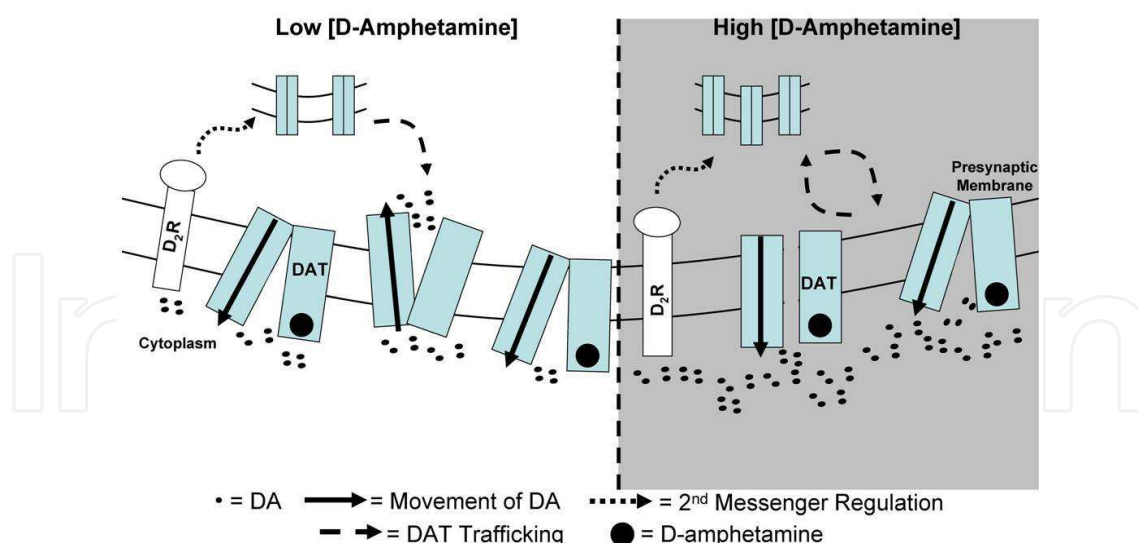 Low [D-Amphetamine]
High [D-Amphetamine]
Presynaptic
Membrane
D₂R
DAT
D₂R
DAT
Cytoplasm
= DA
= Movement of DA
= 2nd Messenger Regulation
= DAT Trafficking
= D-amphetamine